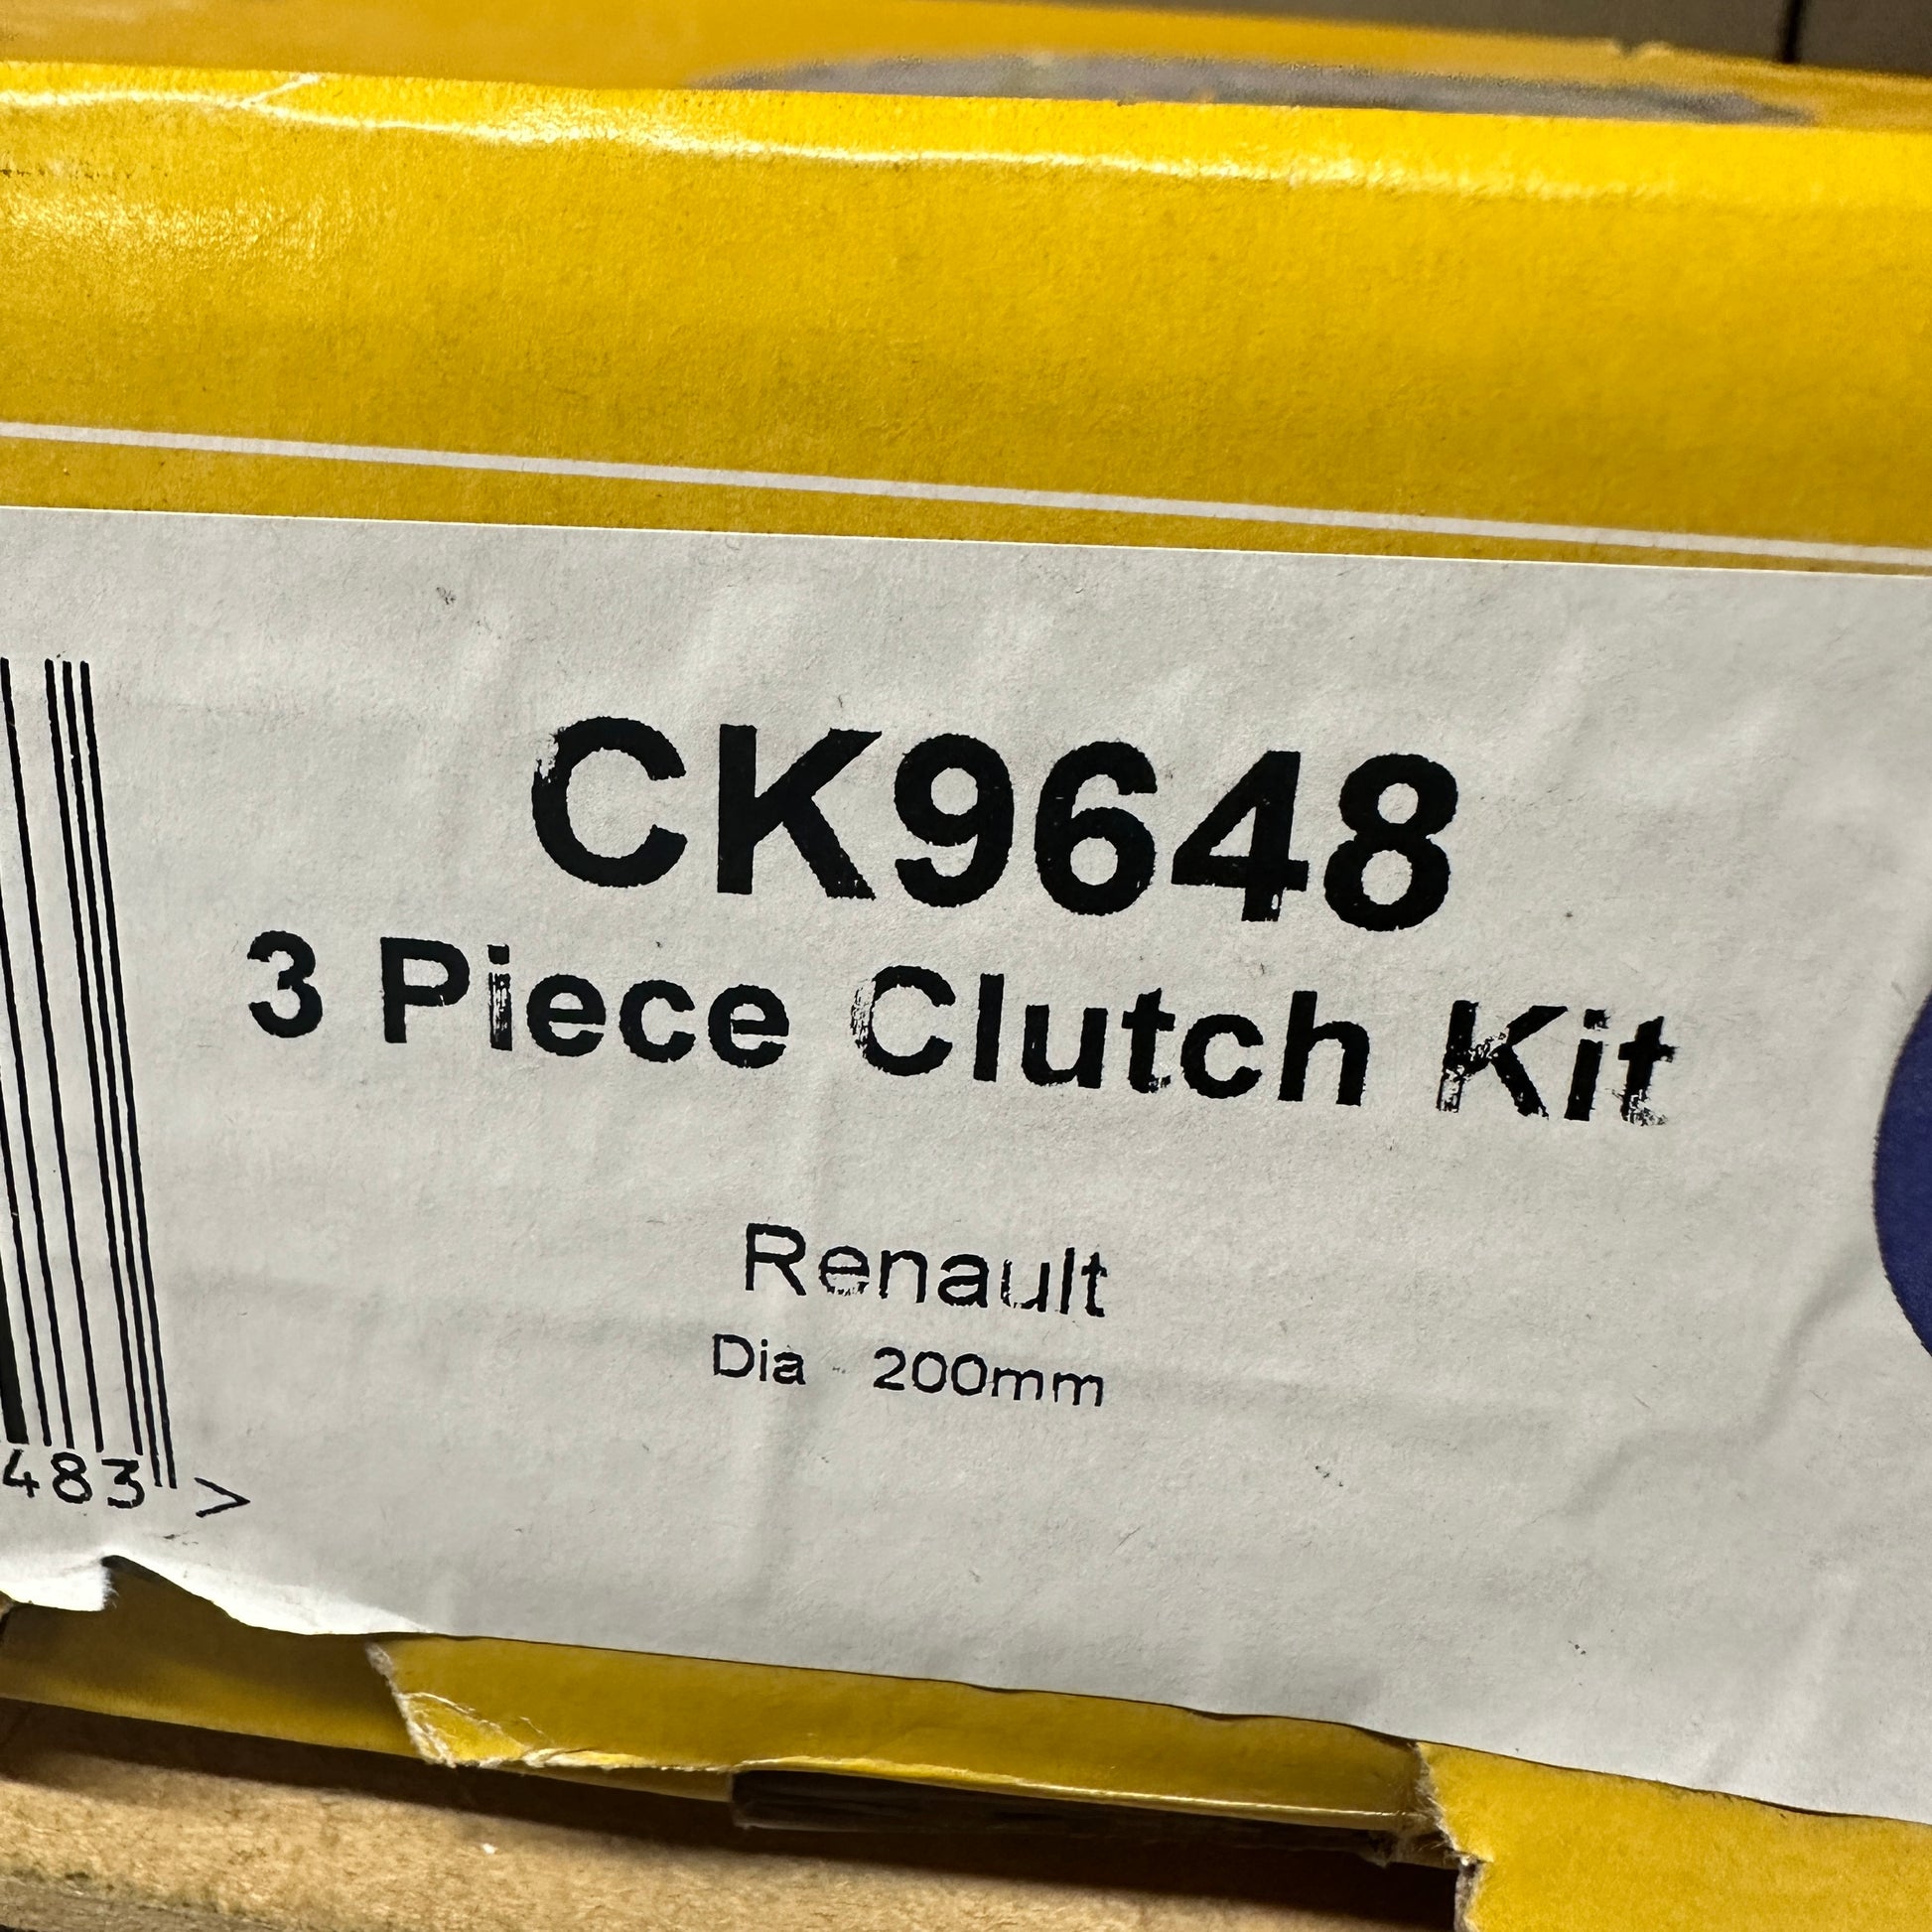 CK9648
3 Piece Clutch Kit
Renault
Dia 200mm
483 >